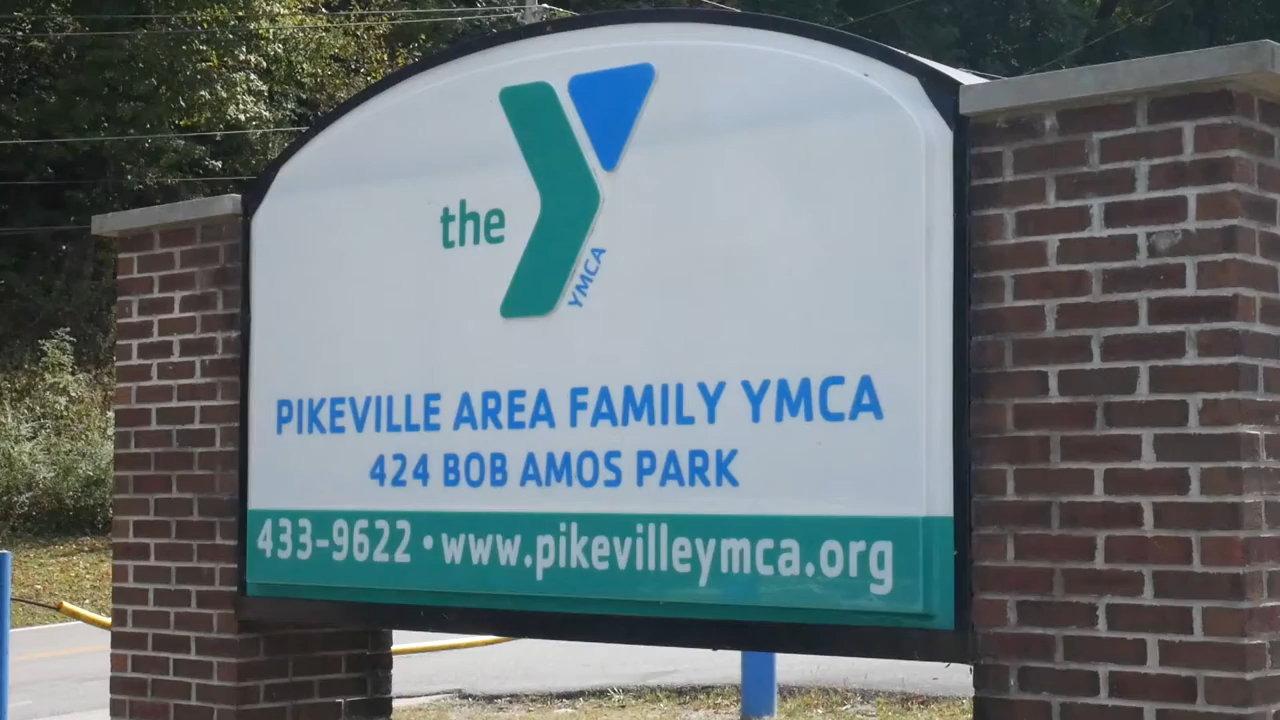 the
YMCA
PIKEVILLE AREA FAMILY YMCA
424 BOB AMOS PARK
433-9622 • www.pikevilleymca.org